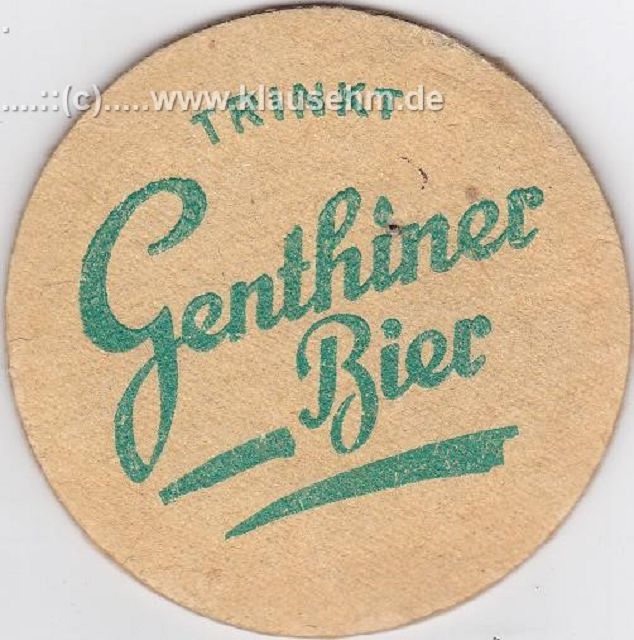 ....::(c).....www.klausehm.de
TRINKT
Genthiner
Bier